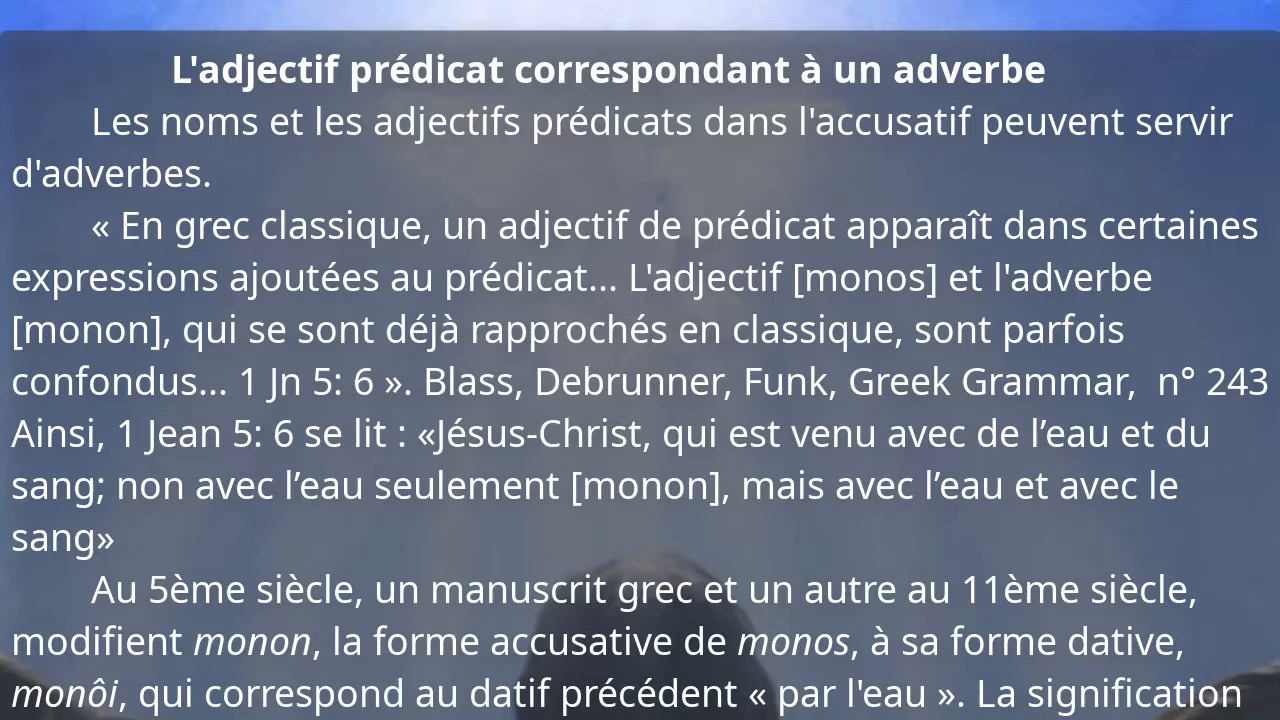 L'adjectif prédicat correspondant à un adverbe
Les noms et les adjectifs prédicats dans l'accusatif peuvent servir
d'adverbes.
« En grec classique, un adjectif de prédicat apparaît dans certaines
expressions ajoutées au prédicat... L'adjectif [monos] et l'adverbe
[monon], qui se sont déjà rapprochés en classique, sont parfois
confondus... 1 Jn 5: 6 ». Blass, Debrunner, Funk, Greek Grammar,  n° 243
Ainsi, 1 Jean 5: 6 se lit : «Jésus-Christ, qui est venu avec de l’eau et du
sang; non avec l’eau seulement [monon], mais avec l’eau et avec le
sang»
Au 5ème siècle, un manuscrit grec et un autre au 11ème siècle,
modifient monon, la forme accusative de monos, à sa forme dative,
monôi, qui correspond au datif précédent « par l'eau ». La signification